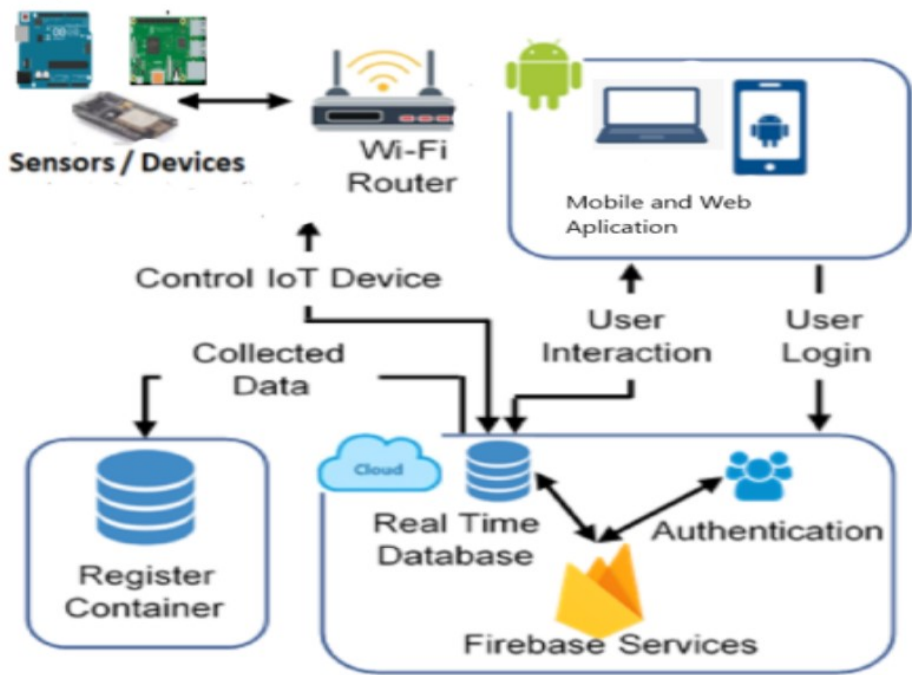 Sensors / Devices
Wi-Fi
Router
Mobile and Web
Aplication
Control IoT Device
User
Interaction
User
Login
Collected
Data
Cloud
Real Time
Database
Authentication
Register
Container
Firebase Services